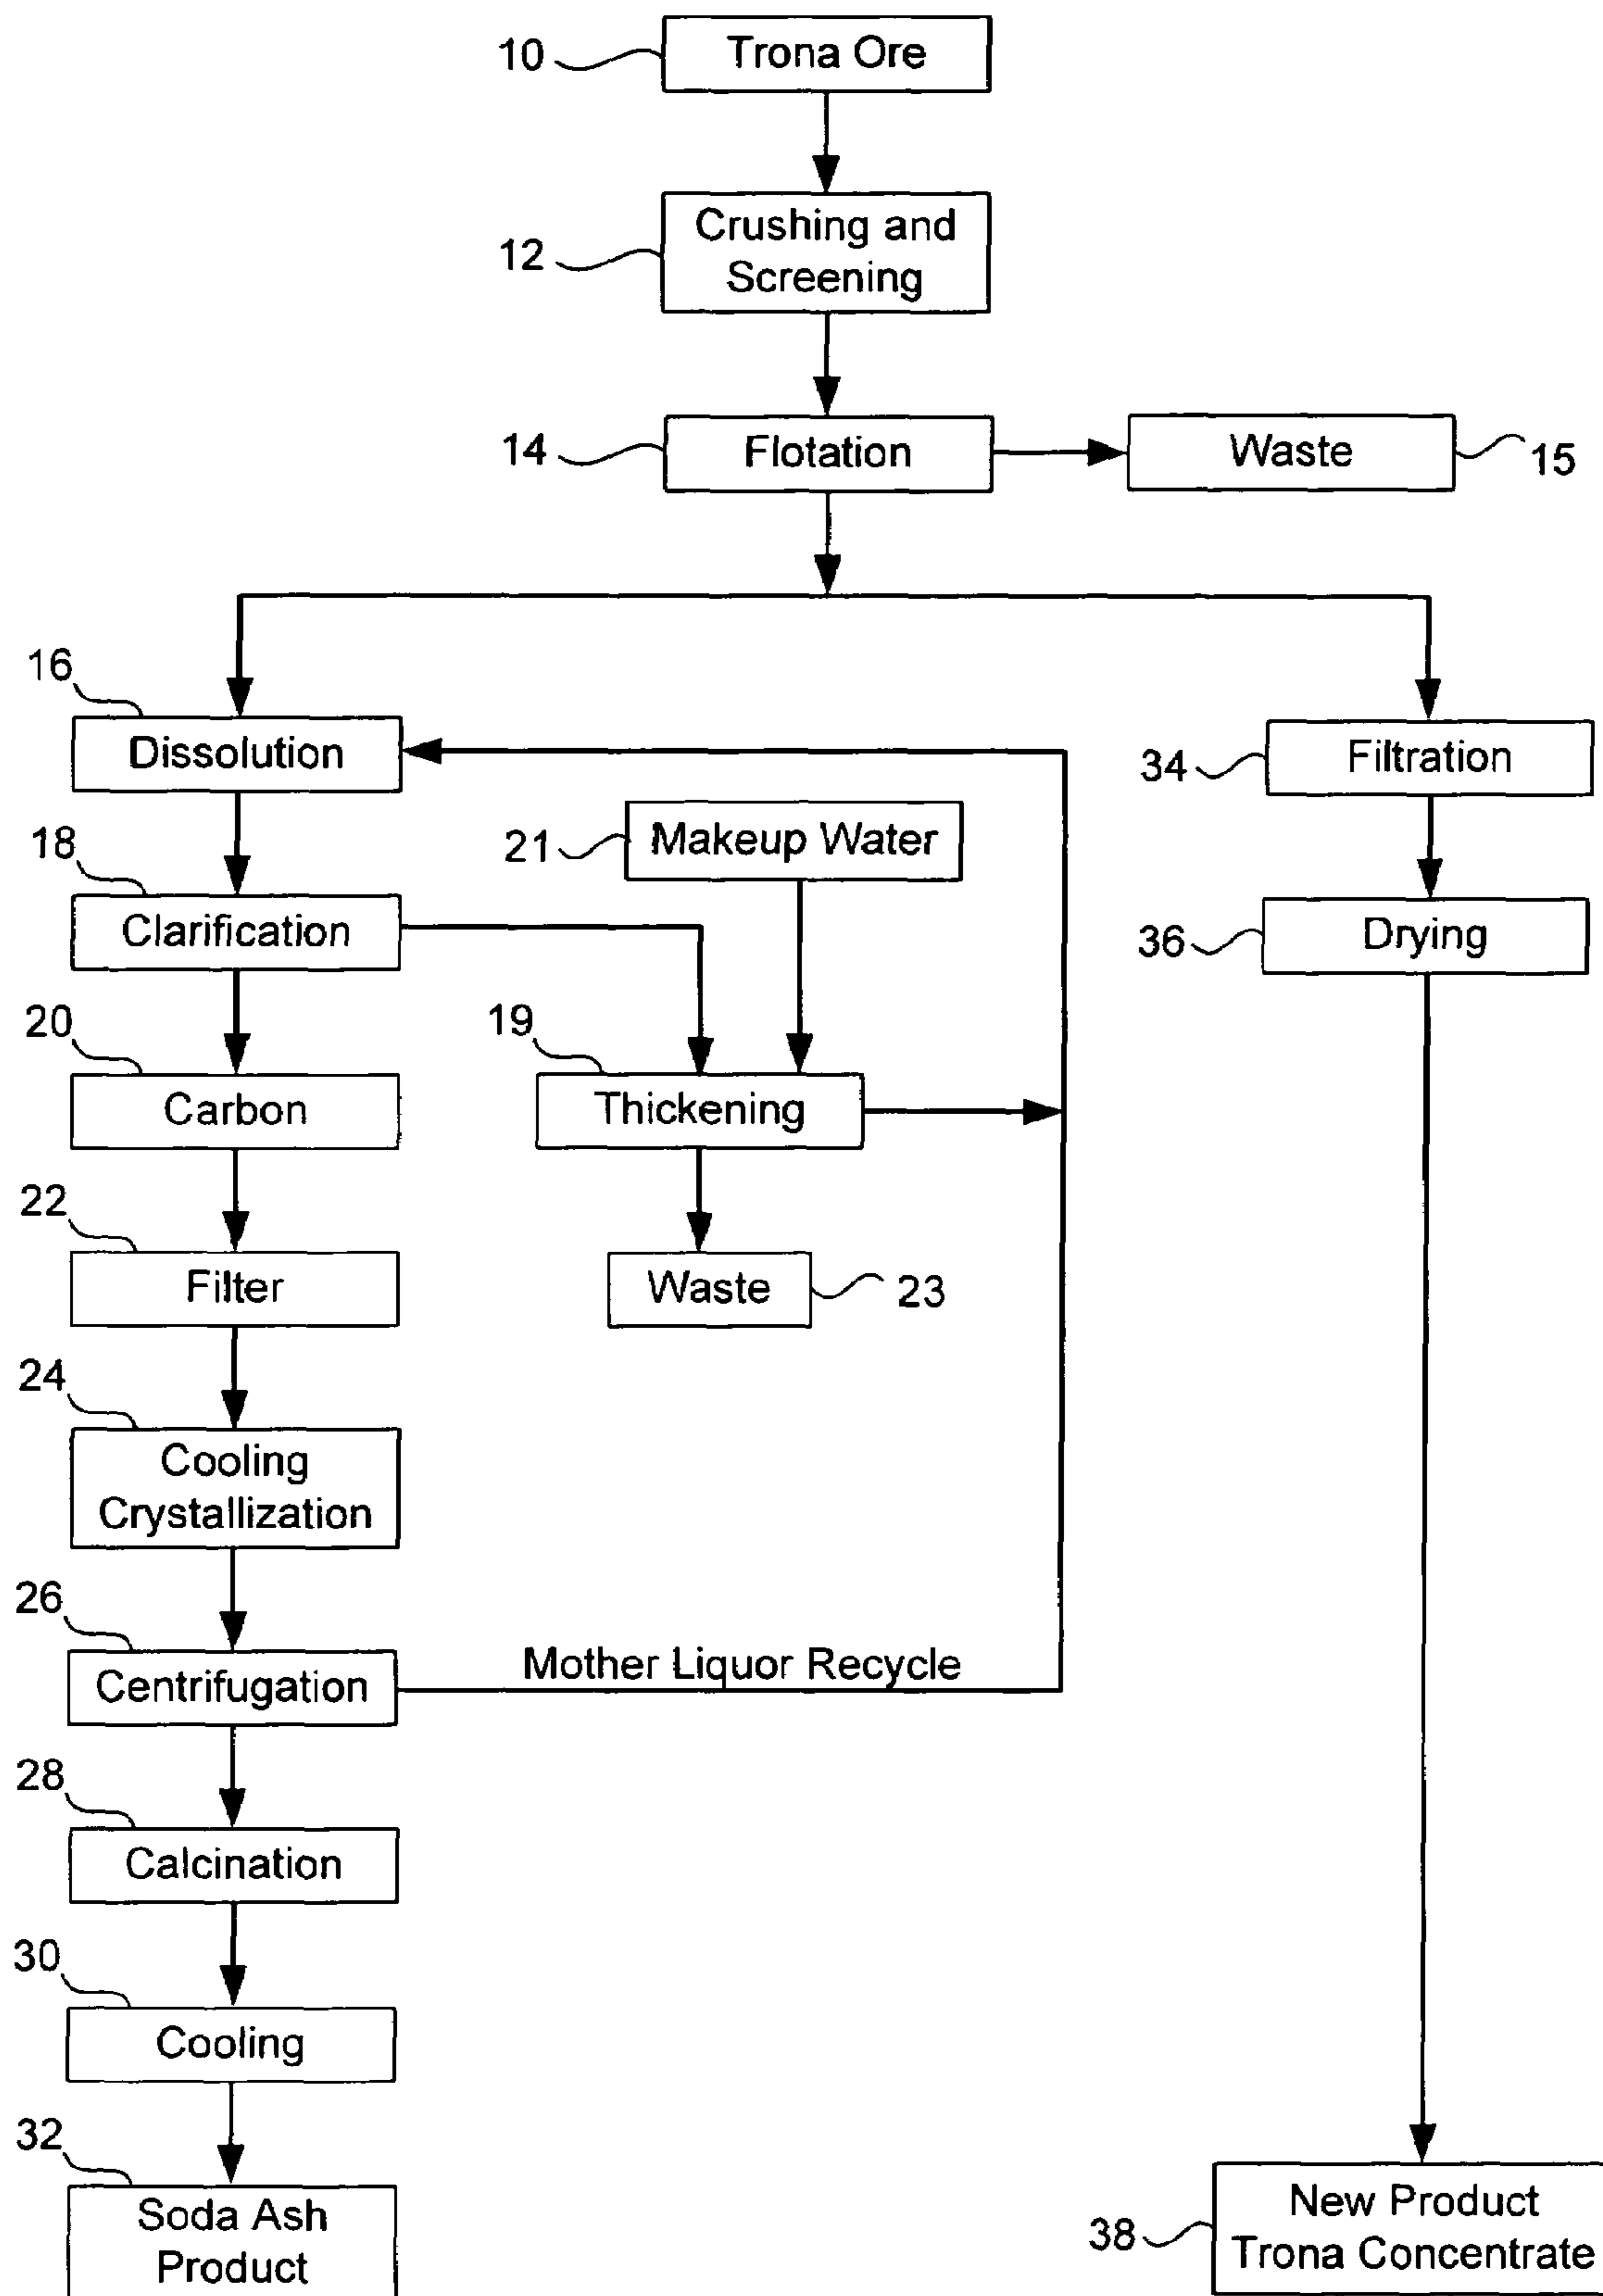 10
Trona Ore
12
Crushing and
Screening
14
Flotation
Waste
15
16
Dissolution
34
Filtration
21
Makeup Water
18
Clarification
36
Drying
20
Carbon
19
Thickening
22
Filter
Waste
23
24
Cooling
Crystallization
26
Centrifugation
Mother Liquor Recycle
28
Calcination
30
Cooling
32
Soda Ash
Product
38
New Product
Trona Concentrate